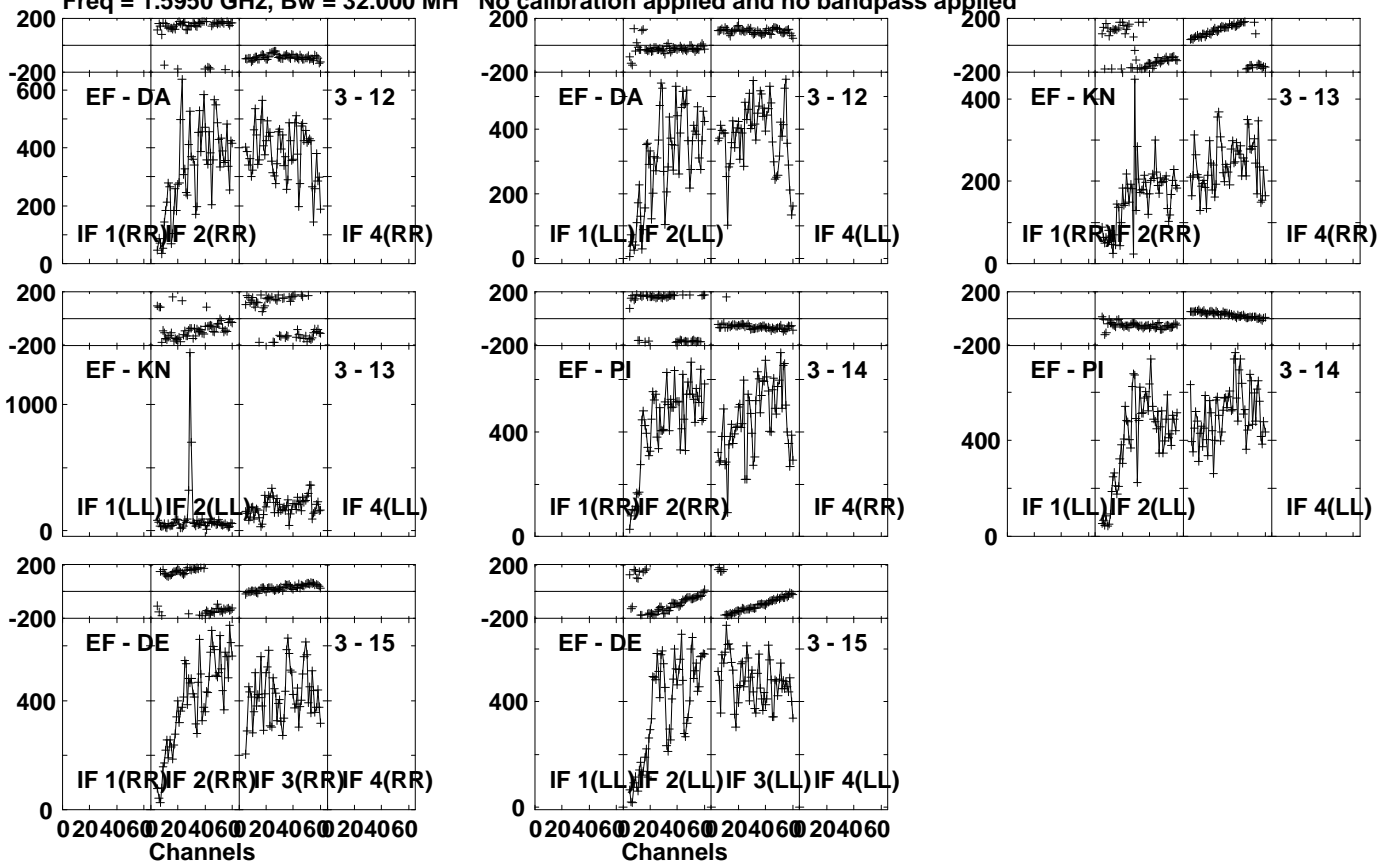 Freq = 1.5950 GHz, Bw = 32.000 MH No calibration applied and no bandpass applied
200
-200
600
400
200
0
EF - DA 3 - 12
IF 1(RR) IF 2(RR) IF 4(RR)
200
-200
400
200
0
EF - DA 3 - 12
IF 1(LL) IF 2(LL) IF 4(LL)
200
-200
400
200
0
EF - KN 3 - 13
IF 1(RR) IF 2(RR) IF 4(RR)
200
-200
1000
0
EF - KN 3 - 13
IF 1(LL) IF 2(LL) IF 4(LL)
200
-200
400
0
EF - PI 3 - 14
IF 1(RR) IF 2(RR) IF 4(RR)
200
-200
400
0
EF - PI 3 - 14
IF 1(LL) IF 2(LL) IF 4(LL)
200
-200
400
0
EF - DE 3 - 15
IF 1(RR) IF 2(RR) IF 3(RR) IF 4(RR)
0 20 40 60 0 20 40 60 0 20 40 60 0 20 40 60
Channels
200
-200
400
0
EF - DE 3 - 15
IF 1(LL) IF 2(LL) IF 3(LL) IF 4(LL)
0 20 40 60 0 20 40 60 0 20 40 60 0 20 40 60
Channels